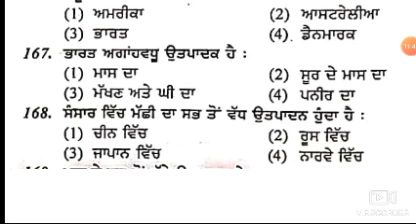 (1) ਅਮਰੀਕਾ (2) ਆਸਟਰੇਲੀਆ
(3) ਭਾਰਤ (4) ਡੈਨਮਾਰਕ
167. ਭਾਰਤ ਅਗਾਂਹਵਧੂ ਉਤਪਾਦਕ ਹੈ :
(1) ਮਾਸ ਦਾ (2) ਸੂਰ ਦੇ ਮਾਸ ਦਾ
(3) ਮੱਖਣ ਅਤੇ ਘੀ ਦਾ (4) ਪਨੀਰ ਦਾ
168. ਸੰਸਾਰ ਵਿੱਚ ਮੱਛੀ ਦਾ ਸਭ ਤੋਂ ਵੱਧ ਉਤਪਾਦਨ ਹੁੰਦਾ ਹੈ :
(1) ਚੀਨ ਵਿੱਚ (2) ਰੂਸ ਵਿੱਚ
(3) ਜਾਪਾਨ ਵਿੱਚ (4) ਨਾਰਵੇ ਵਿੱਚ